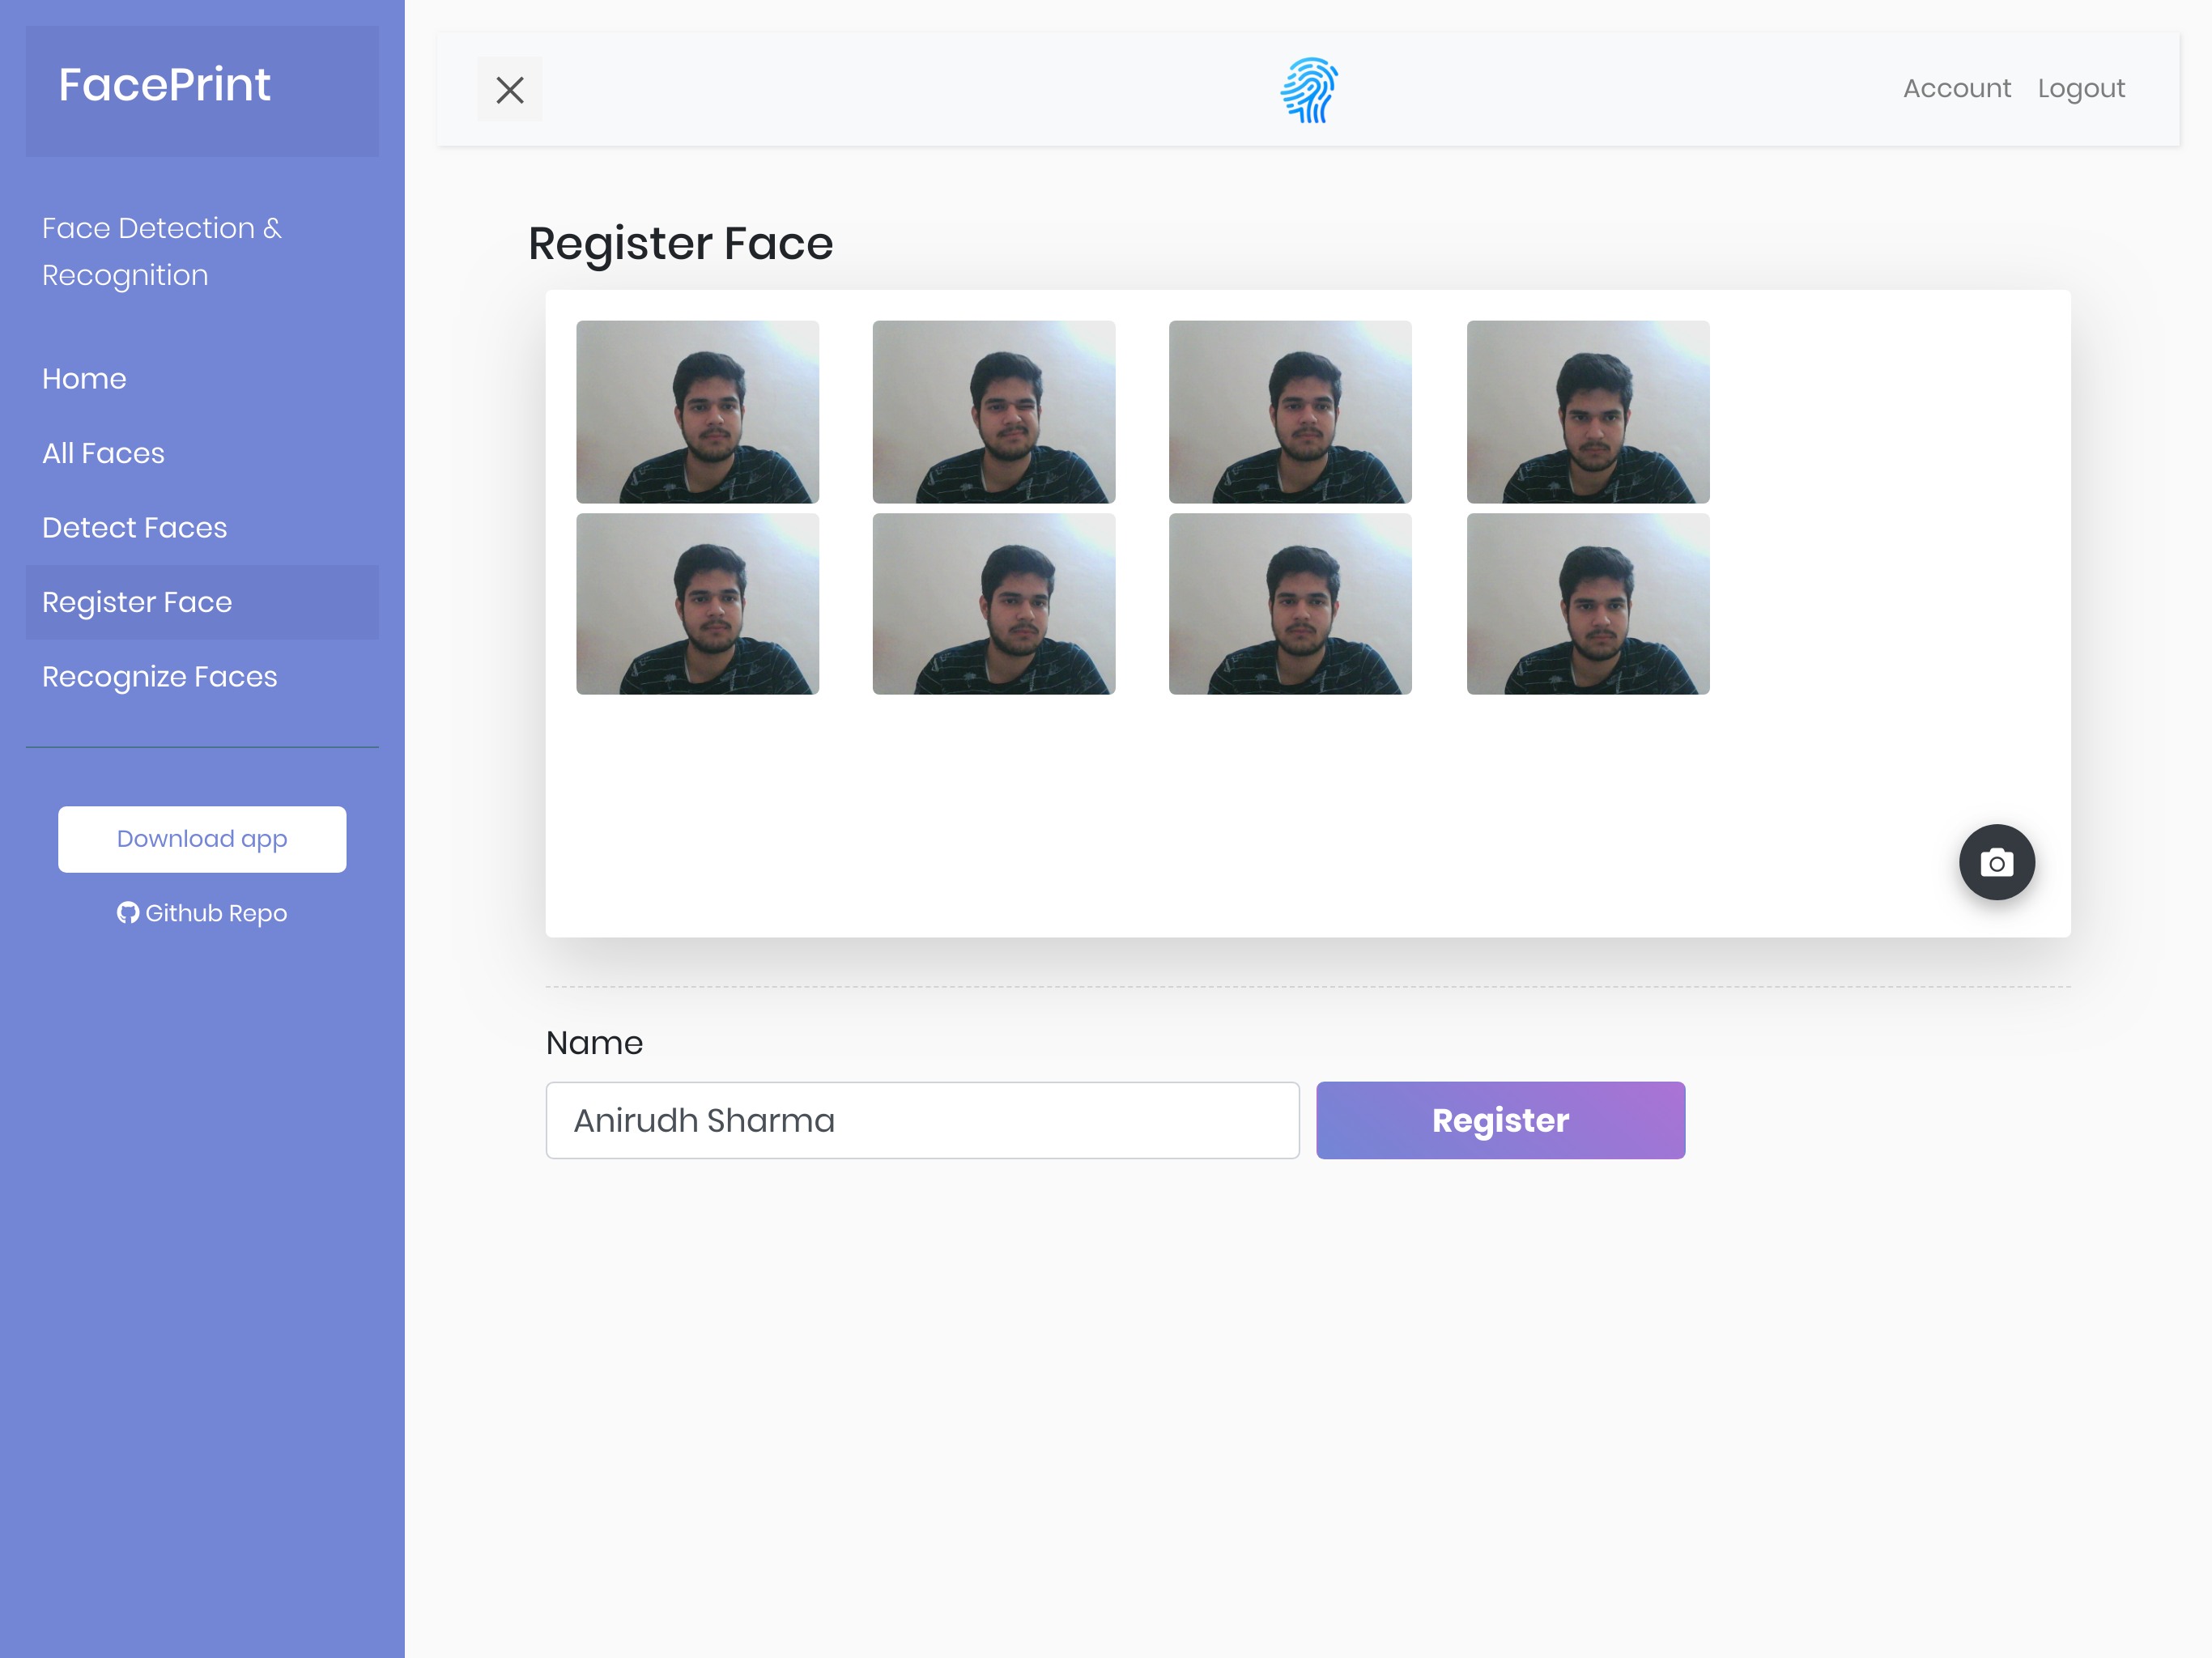 FacePrint
Face Detection &
Recognition
Home
All Faces
Detect Faces
Register Face
Recognize Faces
Download app
Github Repo
Account Logout
Register Face
Name
Anirudh Sharma
Register